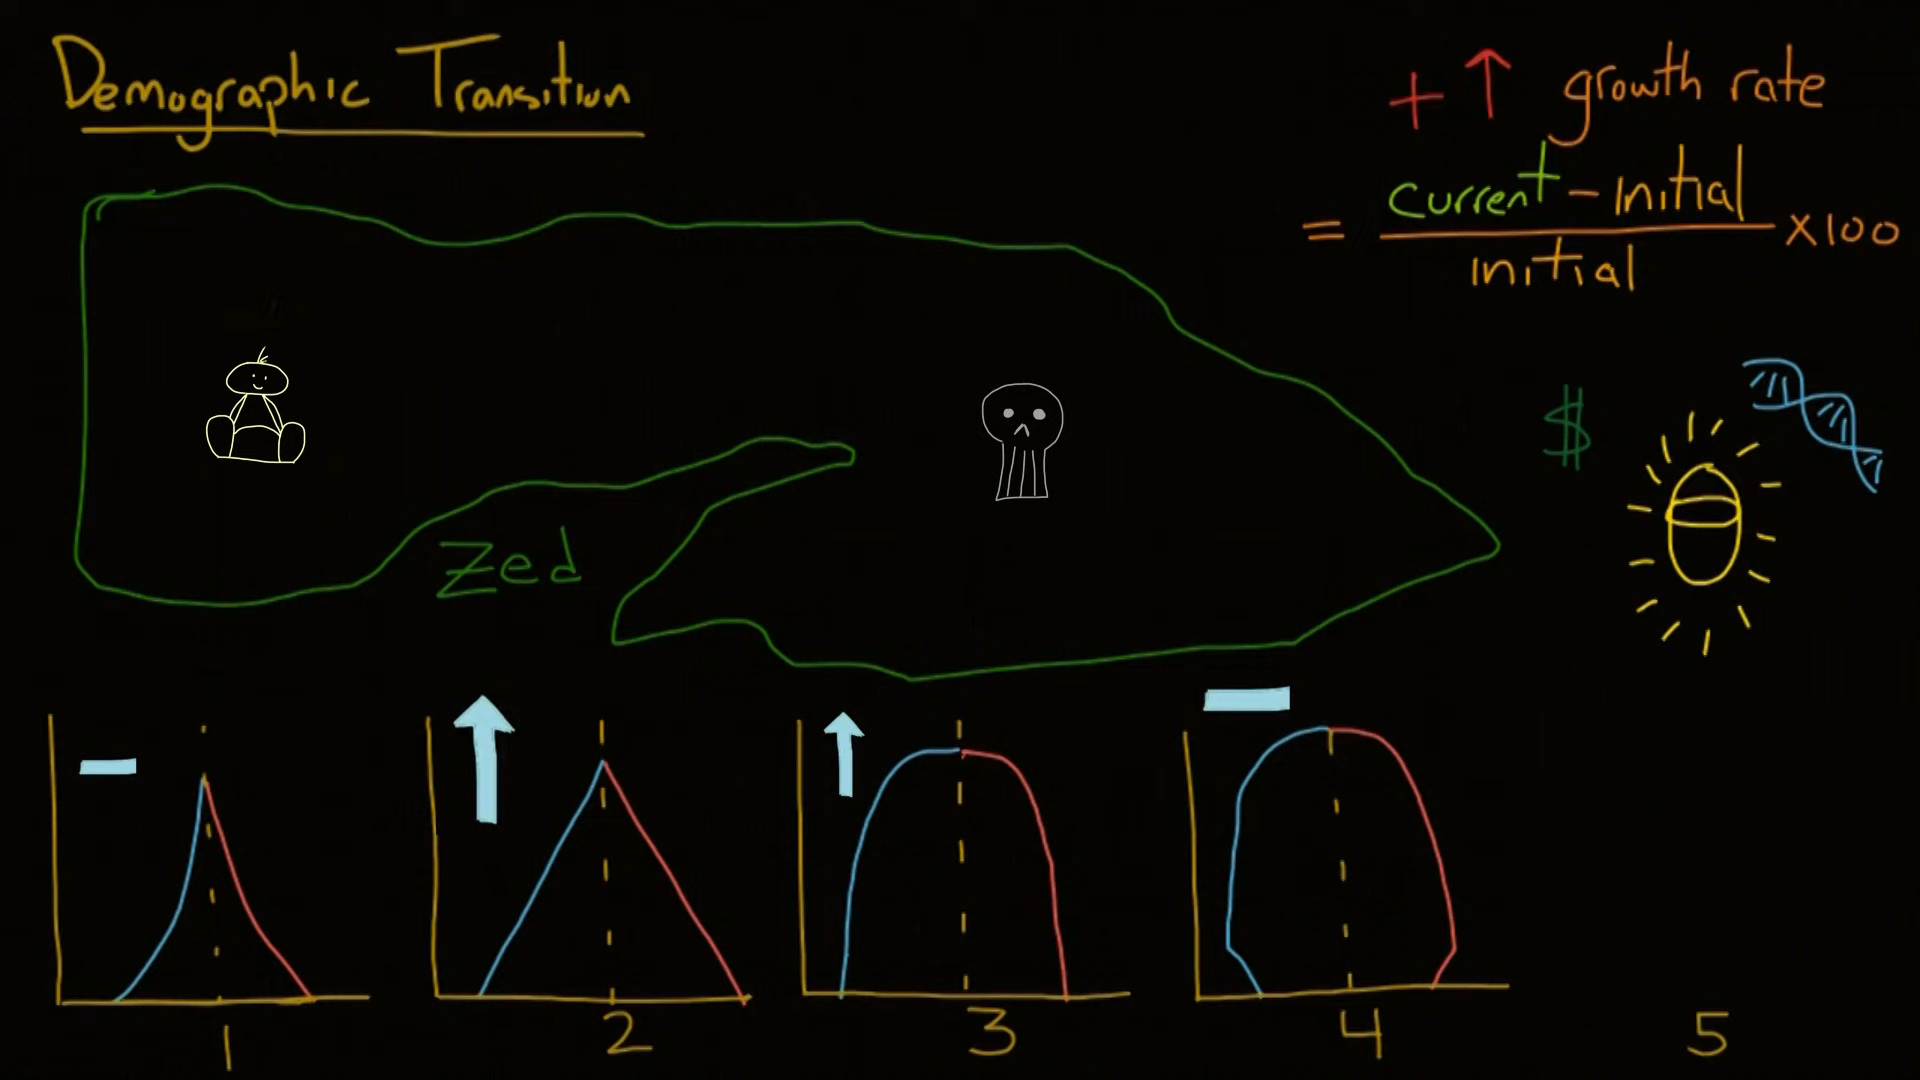 Demographic Transition
+ ↑ growth rate
= current - initial
initial
x100
$
Zed
1
2
3
4
5